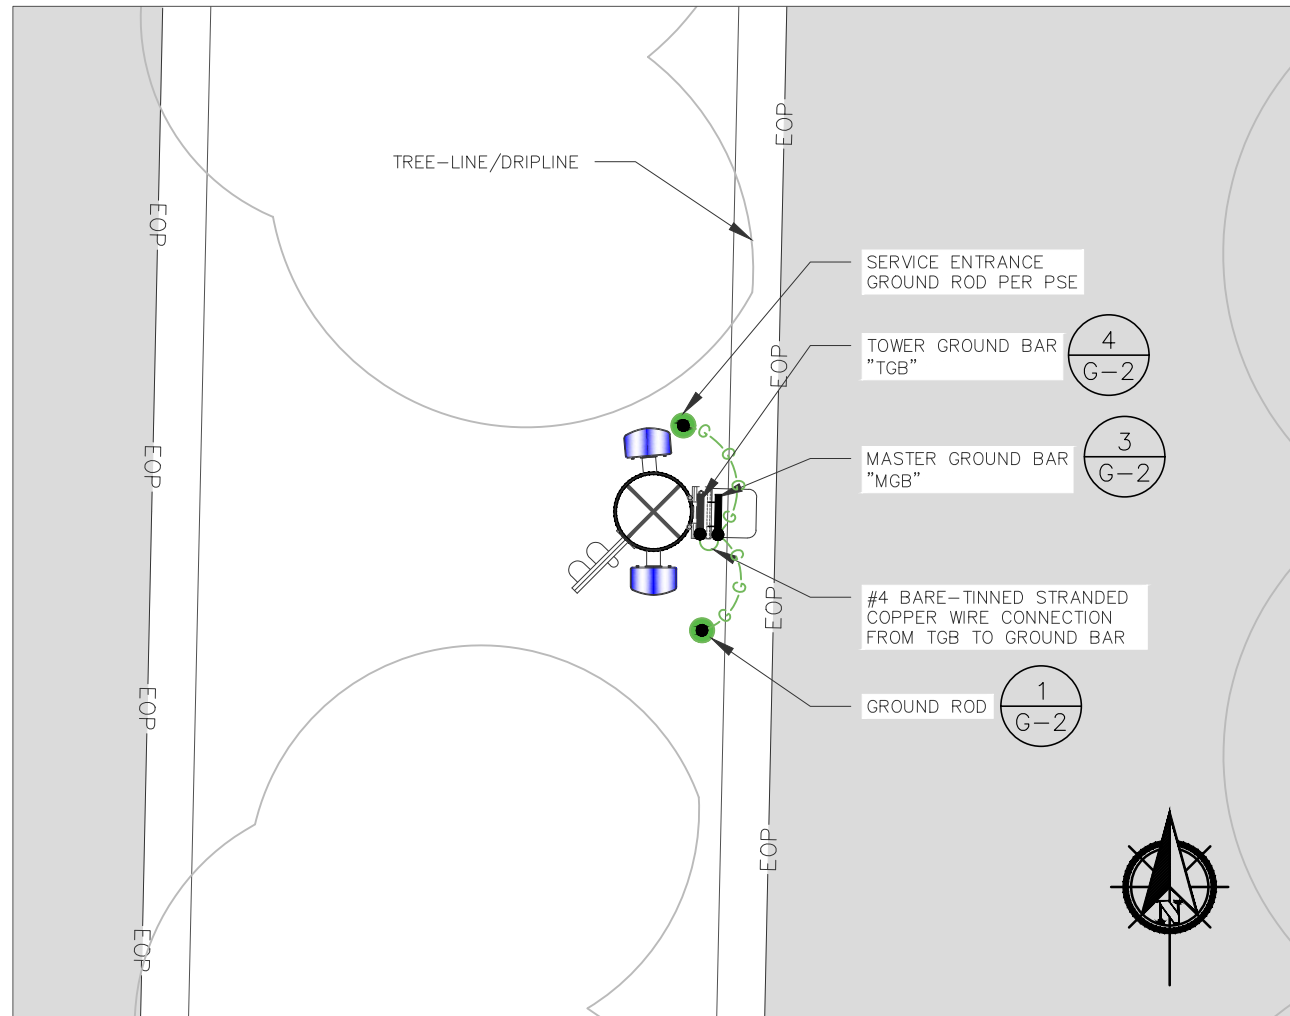 TREE-LINE/DRIPLINE
SERVICE ENTRANCE
GROUND ROD PER PSE
TOWER GROUND BAR
"TGB"
4
G-2
MASTER GROUND BAR
"MGB"
3
G-2
#4 BARE-TINNED STRANDED
COPPER WIRE CONNECTION
FROM TGB TO GROUND BAR
GROUND ROD
1
G-2
EOP
EOP
EOP
EOP
EOP
EOP
EOP
EOP
G
G
G
G
G
G
G
N